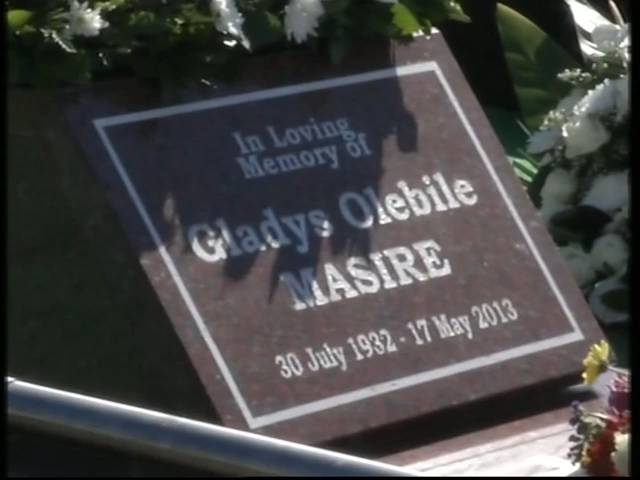 In Loving
Memory of
Gladys Olebile
MASIRE
30 July 1932 - 17 May 2013